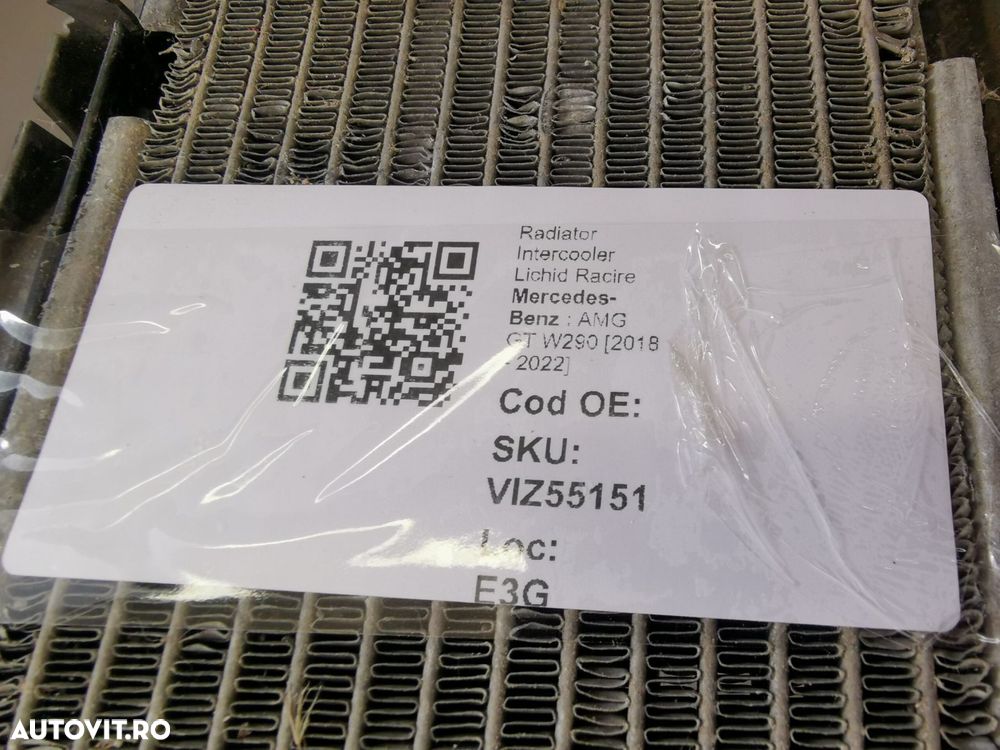 Radiator
Intercooler
Lichid Racire
Mercedes-
Benz : AMG
GT W290 [2018
- 2022]
Cod OE:
SKU:
VIZ55151
Loc:
E3G
AUTOVIT.RO